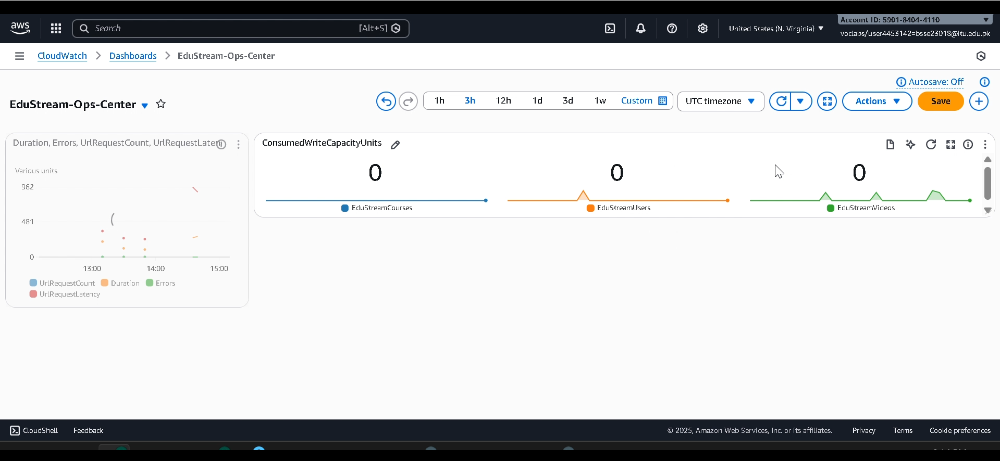 aws
Search [Alt+S]
United States (N. Virginia)
Account ID: 5901-8404-4110
voclabs/user4453142=bsse23018@itu.edu.pk
CloudWatch > Dashboards > EduStream-Ops-Center
Autosave: Off
EduStream-Ops-Center
1h 3h 12h 1d 3d 1w Custom
UTC timezone
Actions
Save
Duration, Errors, UrlRequestCount, UrlRequestLaten
Various units
962
481
0
13:00 14:00 15:00
UrlRequestCount Duration Errors
UrlRequestLatency
ConsumedWriteCapacityUnits
0 0 0
EduStreamCourses EduStreamUsers EduStreamVideos
CloudShell Feedback
© 2025, Amazon Web Services, Inc. or its affiliates. Privacy Terms Cookie preferences